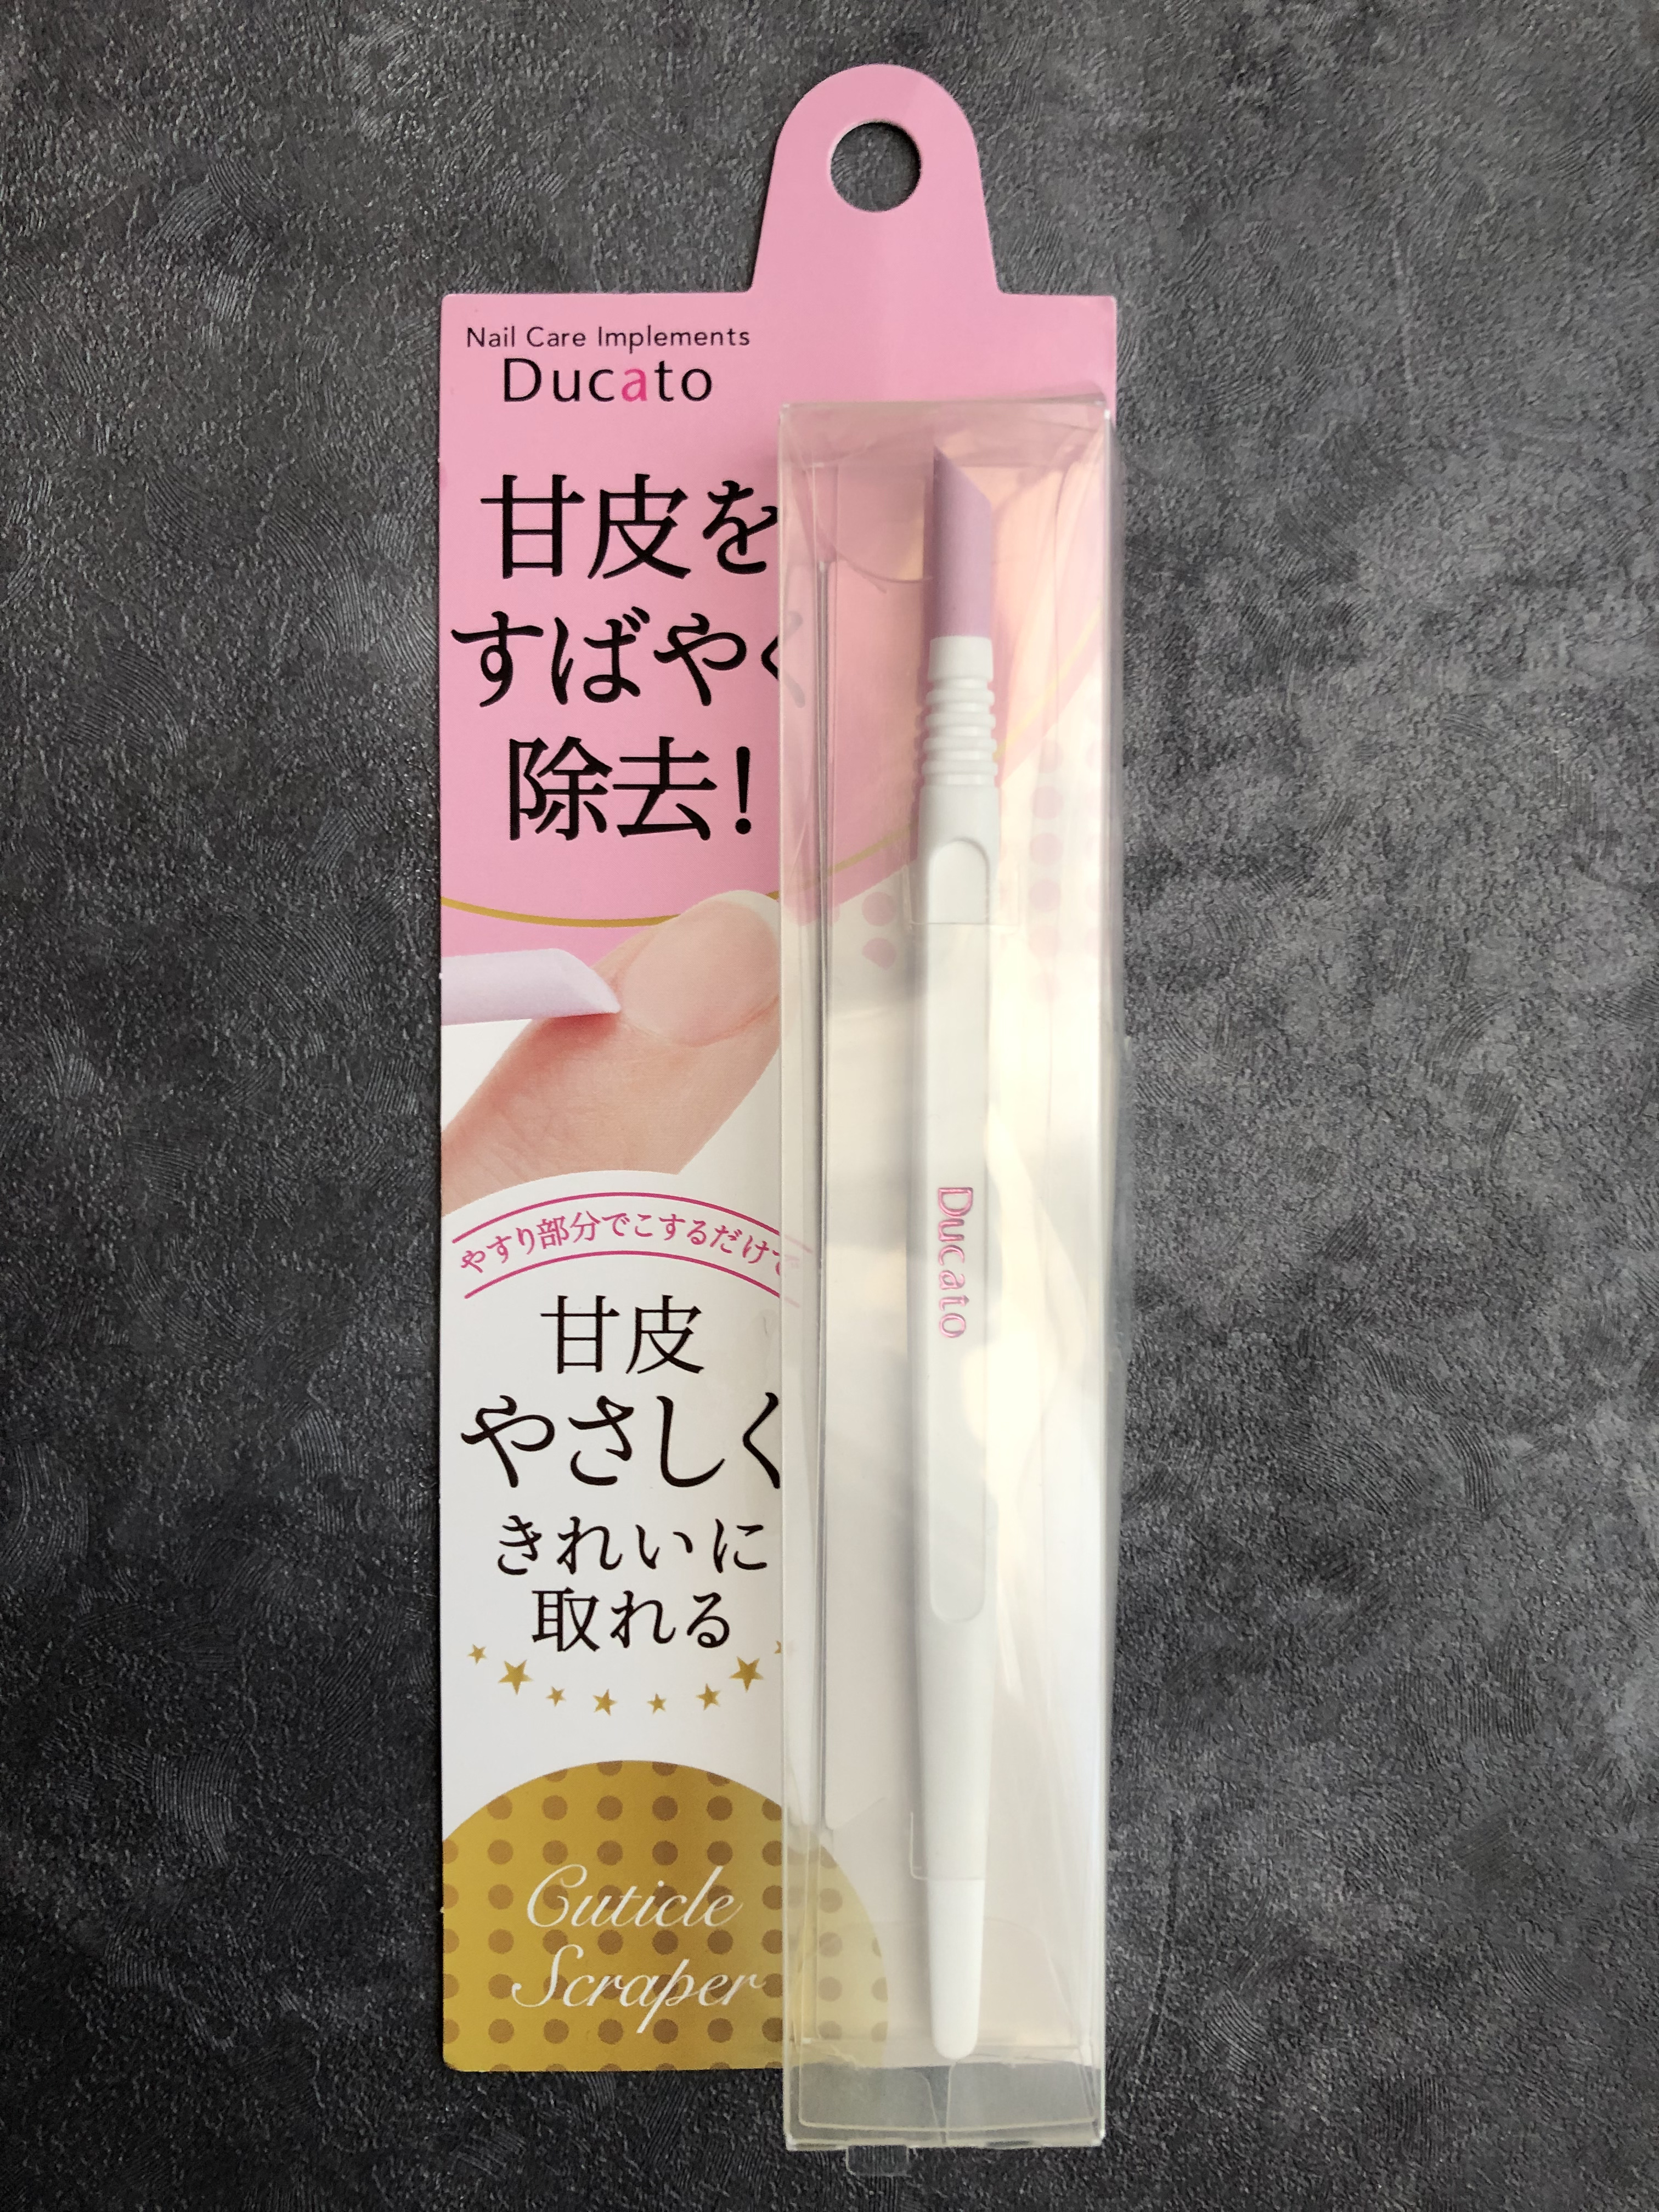 Nail Care Implements
Ducato
甘皮を
すばやく
除去!
やすり部分でこするだけで
甘皮
やさしく
きれいに
取れる
Cuticle
Scraper
Ducato